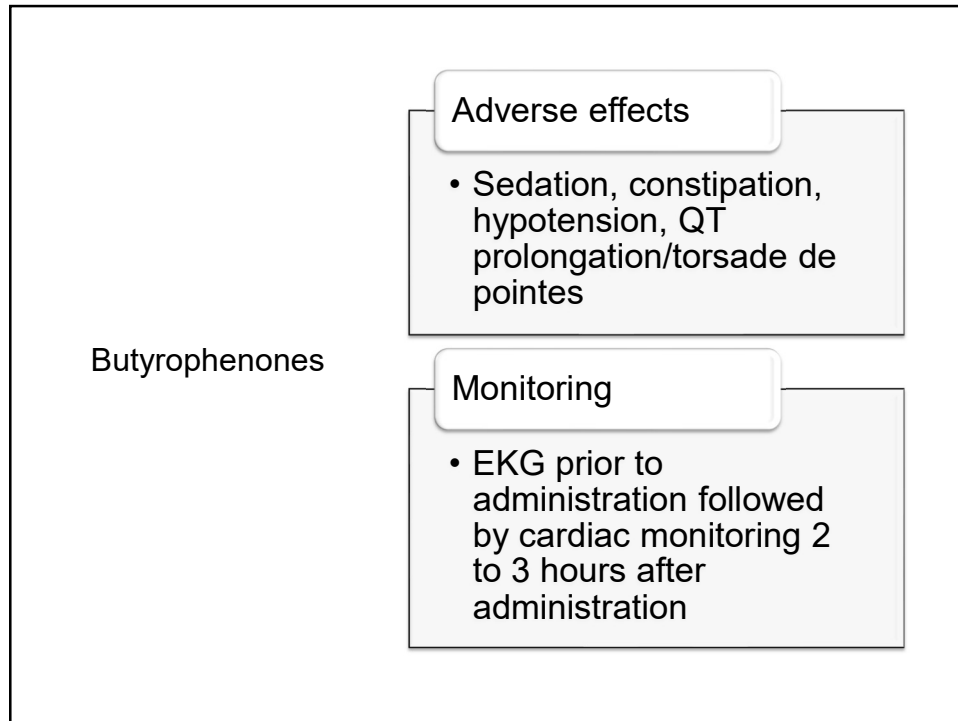 Butyrophenones
Adverse effects
• Sedation, constipation,
hypotension, QT
prolongation/torsade de
pointes
Monitoring
• EKG prior to
administration followed
by cardiac monitoring 2
to 3 hours after
administration